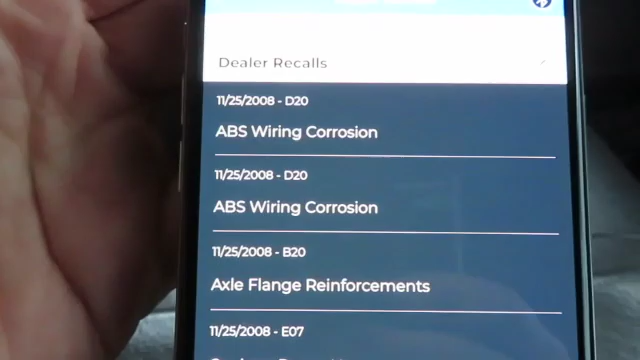 Dealer Recalls
11/25/2008 - D20
ABS Wiring Corrosion
11/25/2008 - D20
ABS Wiring Corrosion
11/25/2008 - B20
Axle Flange Reinforcements
11/25/2008 - E07